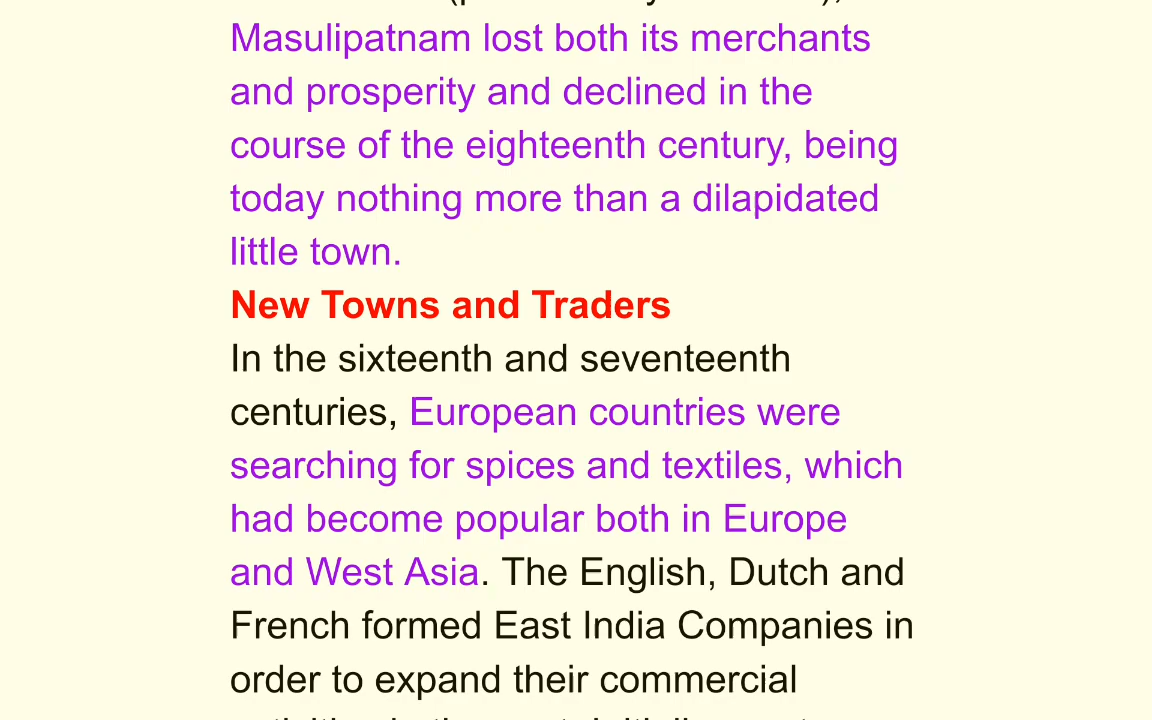 Masulipatnam lost both its merchants
and prosperity and declined in the
course of the eighteenth century, being
today nothing more than a dilapidated
little town.
New Towns and Traders
In the sixteenth and seventeenth
centuries, European countries were
searching for spices and textiles, which
had become popular both in Europe
and West Asia. The English, Dutch and
French formed East India Companies in
order to expand their commercial